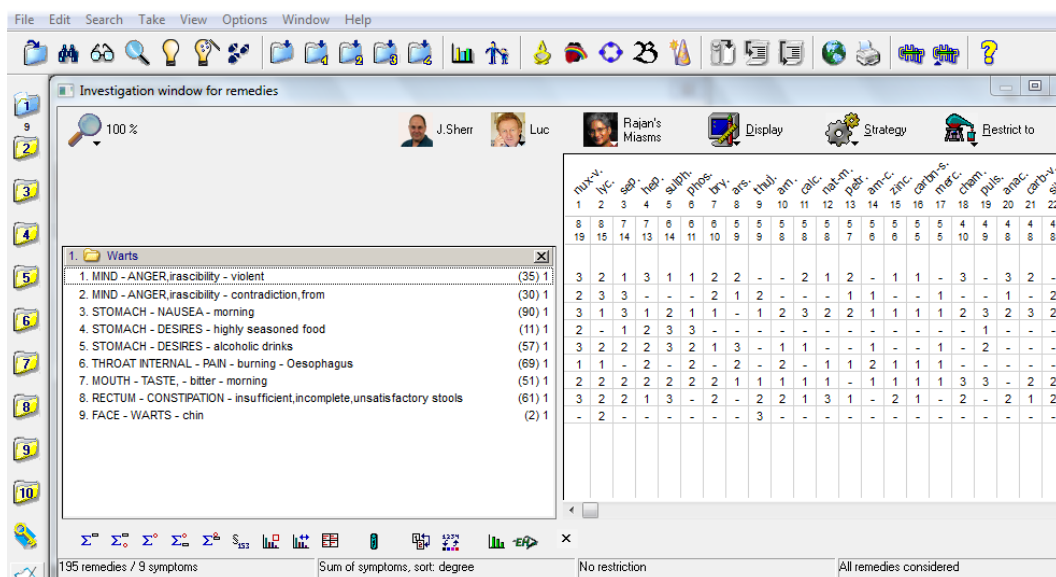 File Edit Search Take View Options Window Help
Investigation window for remedies
100 %
J.Sherr
Luc
Rajan's
Miasms
Display
Strategy
Restrict to
nux-v. lyc. sep. hep. sulph. phos. bry. ars. thuj. arn. calc. nat-m. petr. am-c. zinc. carbn-s. merc. cham. puls. anac. carb-v.
1 2 3 4 5 6 7 8 9 10 11 12 13 14 15 16 17 18 19 20 21 22
8 8 7 7 6 6 6 5 5 5 5 5 5 5 5 5 5 4 4 4 4 4
19 15 14 13 14 11 10 9 9 8 8 8 7 6 6 5 5 10 9 8 8 8
1. Warts
1. MIND - ANGER,irascibility - violent (35) 1 3 2 1 3 1 1 2 2 - - 2 1 2 - 1 1 - 3 - 3 2 -
2. MIND - ANGER,irascibility - contradiction,from (30) 1 2 3 3 - - - 2 1 2 - - - 1 1 - - 1 - - 1 - 2
3. STOMACH - NAUSEA - morning (90) 1 3 1 3 1 2 1 1 - 1 2 3 2 2 1 1 1 1 2 3 2 3 2
4. STOMACH - DESIRES - highly seasoned food (11) 1 2 - 1 2 3 3 - - - - - - - - - - - - 1 - - -
5. STOMACH - DESIRES - alcoholic drinks (57) 1 3 2 2 2 3 2 1 3 - 1 1 - - 1 - - 1 - 2 - - -
6. THROAT INTERNAL - PAIN - burning - Oesophagus (69) 1 1 1 - 2 - 2 - 2 - 2 - 1 1 2 1 1 1 - - - - -
7. MOUTH - TASTE, - bitter - morning (51) 1 2 2 2 2 2 2 2 1 1 1 1 1 - 1 1 1 1 3 3 - 2 2
8. RECTUM - CONSTIPATION - insufficient,incomplete,unsatisfactory stools (61) 1 3 2 2 1 3 - 2 - 2 2 1 3 1 - 2 1 - 2 - 2 1 2
9. FACE - WARTS - chin (2) 1 - 2 - - - - - - 3 - - - - - - - - - - - - -
1
9
2
3
4
5
6
7
8
9
10
195 remedies / 9 symptoms
Sum of symptoms, sort: degree
No restriction
All remedies considered